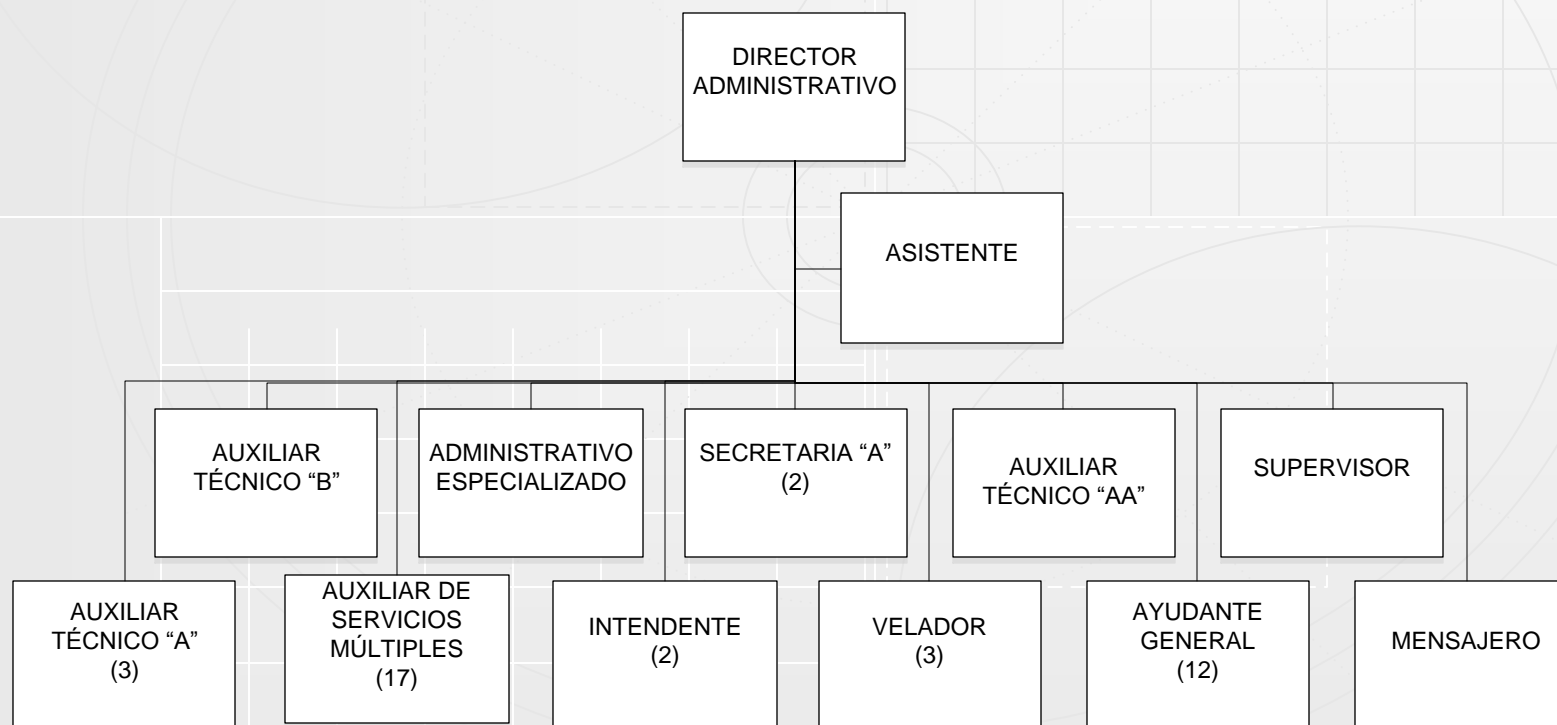 DIRECTOR
ADMINISTRATIVO
ASISTENTE
AUXILIAR
TÉCNICO “B”
ADMINISTRATIVO
ESPECIALIZADO
SECRETARIA “A”
(2)
AUXILIAR
TÉCNICO “AA”
SUPERVISOR
AUXILIAR
TÉCNICO “A”
(3)
AUXILIAR DE
SERVICIOS
MÚLTIPLES
(17)
INTENDENTE
(2)
VELADOR
(3)
AYUDANTE
GENERAL
(12)
MENSAJERO